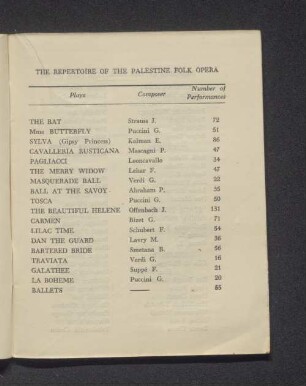 THE REPERTOIRE OF THE PALESTINE FOLK OPERA
Plays Composer Number of Performances
THE BAT Strauss J. 72
Mme BUTTERFLY Puccini G. 51
SYLVA (Gipsy Princess) Kalman E. 86
CAVALLERIA RUSTICANA Mascagni P. 47
PAGLIACCI Leoncavallo 34
THE MERRY WIDOW Lehar F. 47
MASQUERADE BALL Verdi G. 33
BALL AT THE SAVOY Abraham P. 35
TOSCA Puccini G. 50
THE BEAUTIFUL HELENE Offenbach J. 151
CARMEN Bizet G. 71
LILAC TIME Schubert F. 54
DAN THE GUARD Lavry M. 36
BARTERED BRIDE Smetana B. 96
TRAVIATA Verdi G. 16
GALATHEE Suppé F. 21
LA BOHEME Puccini G. 20
BALLETS —— 65